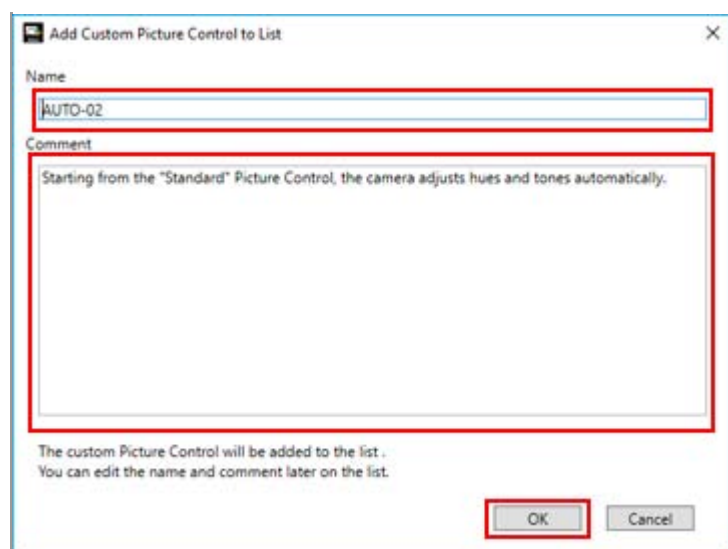 Add Custom Picture Control to List
Name
AUTO-02
Comment
Starting from the "Standard" Picture Control, the camera adjusts hues and tones automatically.
The custom Picture Control will be added to the list .
You can edit the name and comment later on the list.
OK Cancel